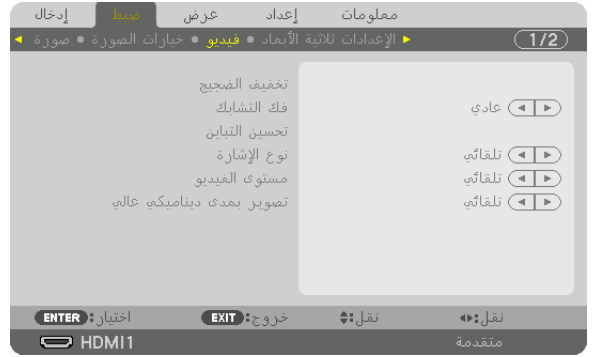 إدخال ضبط عرض إعداد معلومات
◄ صورة ● خيارات الصورة ● فيديو ● الإعدادات ثلاثية الأبعاد ► 1/2
تخفيف الضجيج
فك التشابك عادي
تحسين التباين
نوع الإشارة تلقائي
مستوى الفيديو تلقائي
تصوير بمدى ديناميكي عالي تلقائي
ENTER :اختيار EXIT :خروج نقل: نقل:
HDMI1 متقدمة